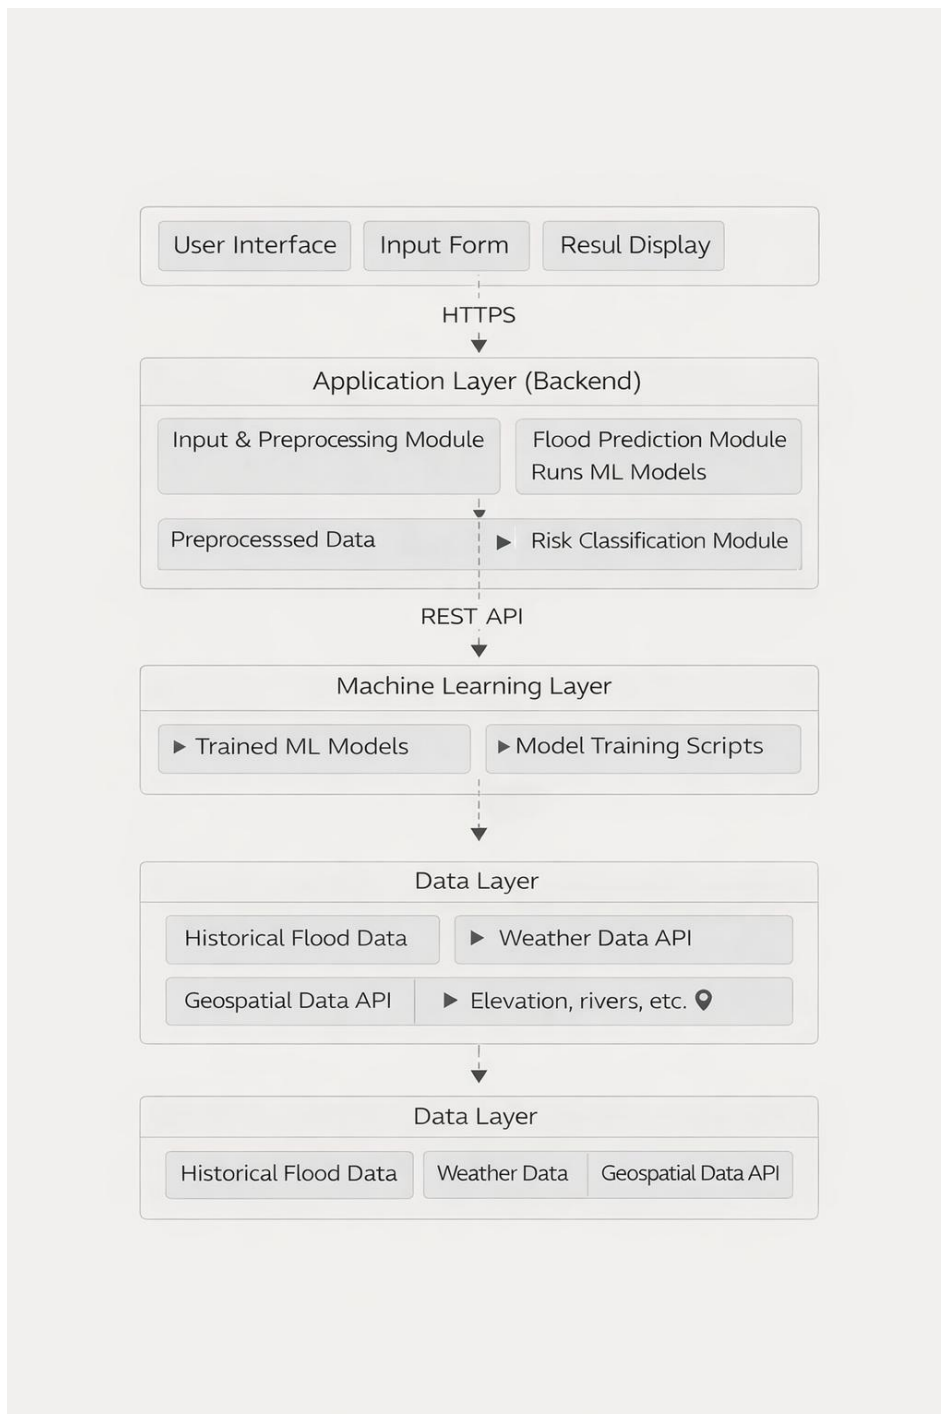 User Interface
Input Form
Resul Display
HTTPS
Application Layer (Backend)
Input & Preprocessing Module
Flood Prediction Module
Runs ML Models
Preprocesssed Data
Risk Classification Module
REST API
Machine Learning Layer
Trained ML Models
Model Training Scripts
Data Layer
Historical Flood Data
Weather Data API
Geospatial Data API
Elevation, rivers, etc.
Data Layer
Historical Flood Data
Weather Data
Geospatial Data API